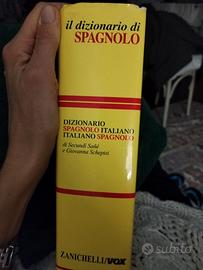 il dizionario di
SPAGNOLO
DIZIONARIO
SPAGNOLO ITALIANO
ITALIANO SPAGNOLO
di Secundí Sañé
e Giovanna Schepisi
ZANICHELLI/VOX
subito